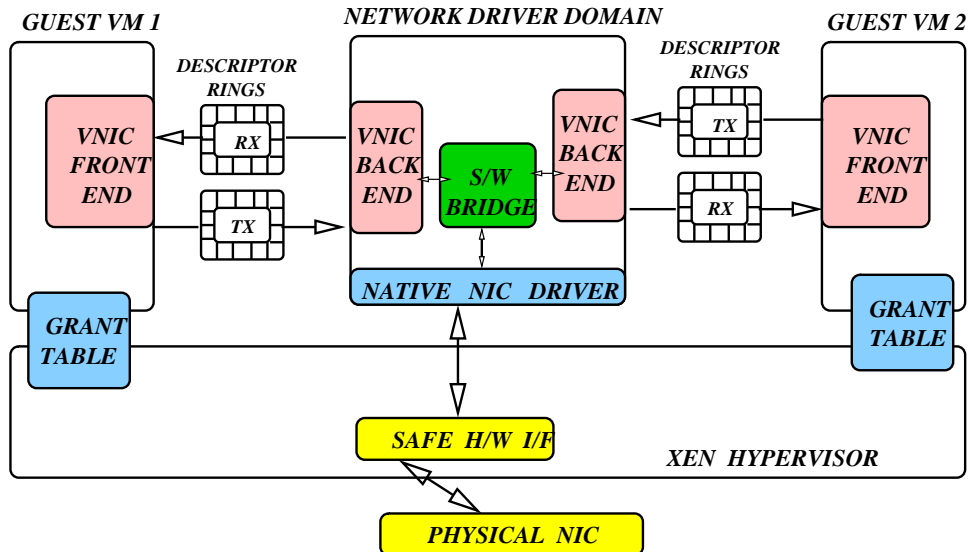 GUEST VM 1
NETWORK DRIVER DOMAIN
GUEST VM 2
DESCRIPTOR
RINGS
DESCRIPTOR
RINGS
VNIC
FRONT
END
RX
TX
VNIC
BACK
END
S/W
BRIDGE
VNIC
BACK
END
TX
RX
VNIC
FRONT
END
NATIVE NIC DRIVER
GRANT
TABLE
GRANT
TABLE
SAFE H/W I/F
XEN HYPERVISOR
PHYSICAL NIC